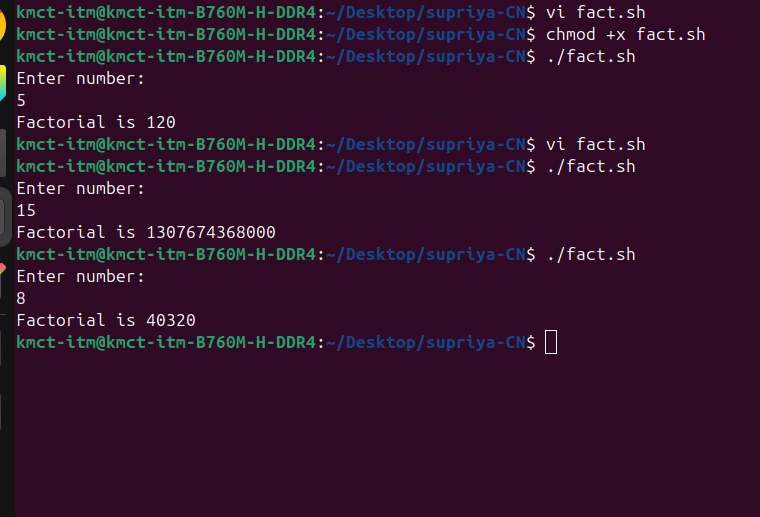 kmct-itm@kmct-itm-B760M-H-DDR4:~/Desktop/supriya-CN$ vi fact.sh
kmct-itm@kmct-itm-B760M-H-DDR4:~/Desktop/supriya-CN$ chmod +x fact.sh
kmct-itm@kmct-itm-B760M-H-DDR4:~/Desktop/supriya-CN$ ./fact.sh
Enter number:
5
Factorial is 120
kmct-itm@kmct-itm-B760M-H-DDR4:~/Desktop/supriya-CN$ vi fact.sh
kmct-itm@kmct-itm-B760M-H-DDR4:~/Desktop/supriya-CN$ ./fact.sh
Enter number:
15
Factorial is 1307674368000
kmct-itm@kmct-itm-B760M-H-DDR4:~/Desktop/supriya-CN$ ./fact.sh
Enter number:
8
Factorial is 40320
kmct-itm@kmct-itm-B760M-H-DDR4:~/Desktop/supriya-CN$